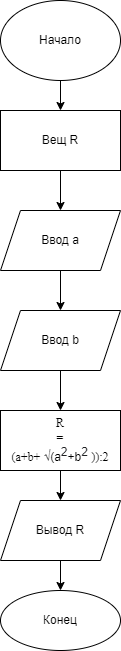 Начало
Вещ R
Ввод a
Ввод b
R
=
(a+b+ √(a²+b² )):2
Вывод R
Конец